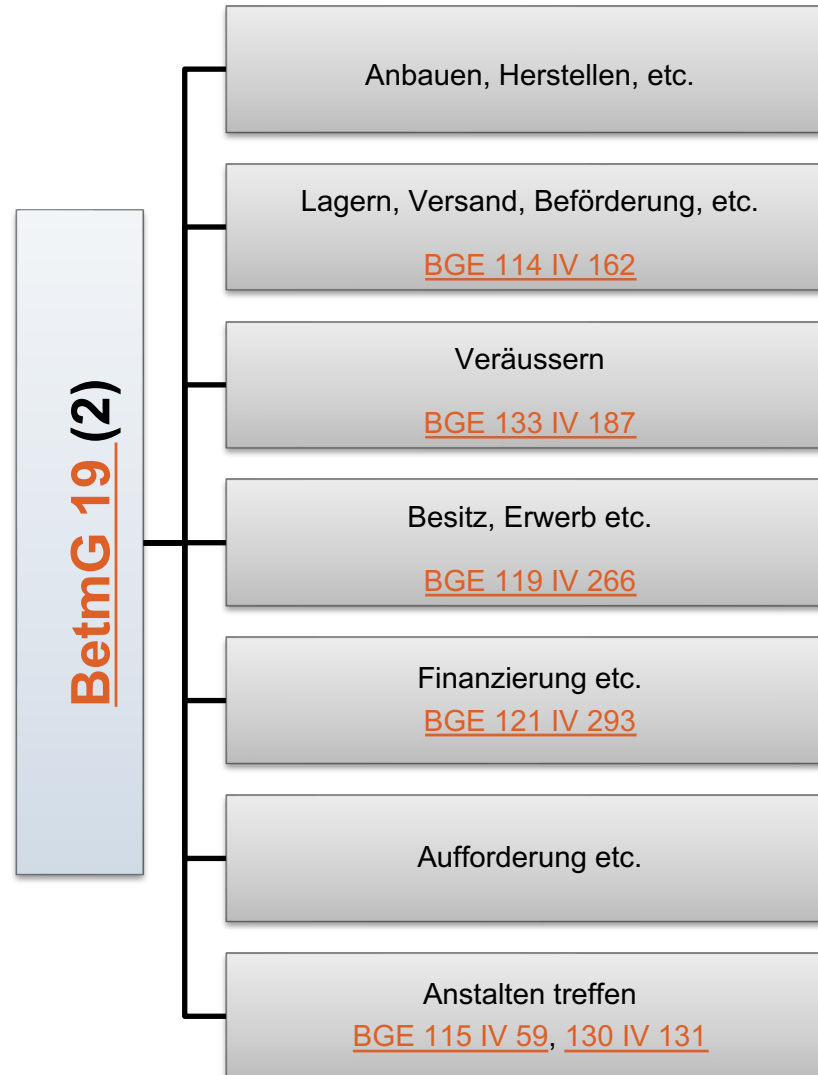 BetmG 19 (2)
Anbauen, Herstellen, etc.
Lagern, Versand, Beförderung, etc.
BGE 114 IV 162
Veräussern
BGE 133 IV 187
Besitz, Erwerb etc.
BGE 119 IV 266
Finanzierung etc.
BGE 121 IV 293
Aufforderung etc.
Anstalten treffen
BGE 115 IV 59, 130 IV 131